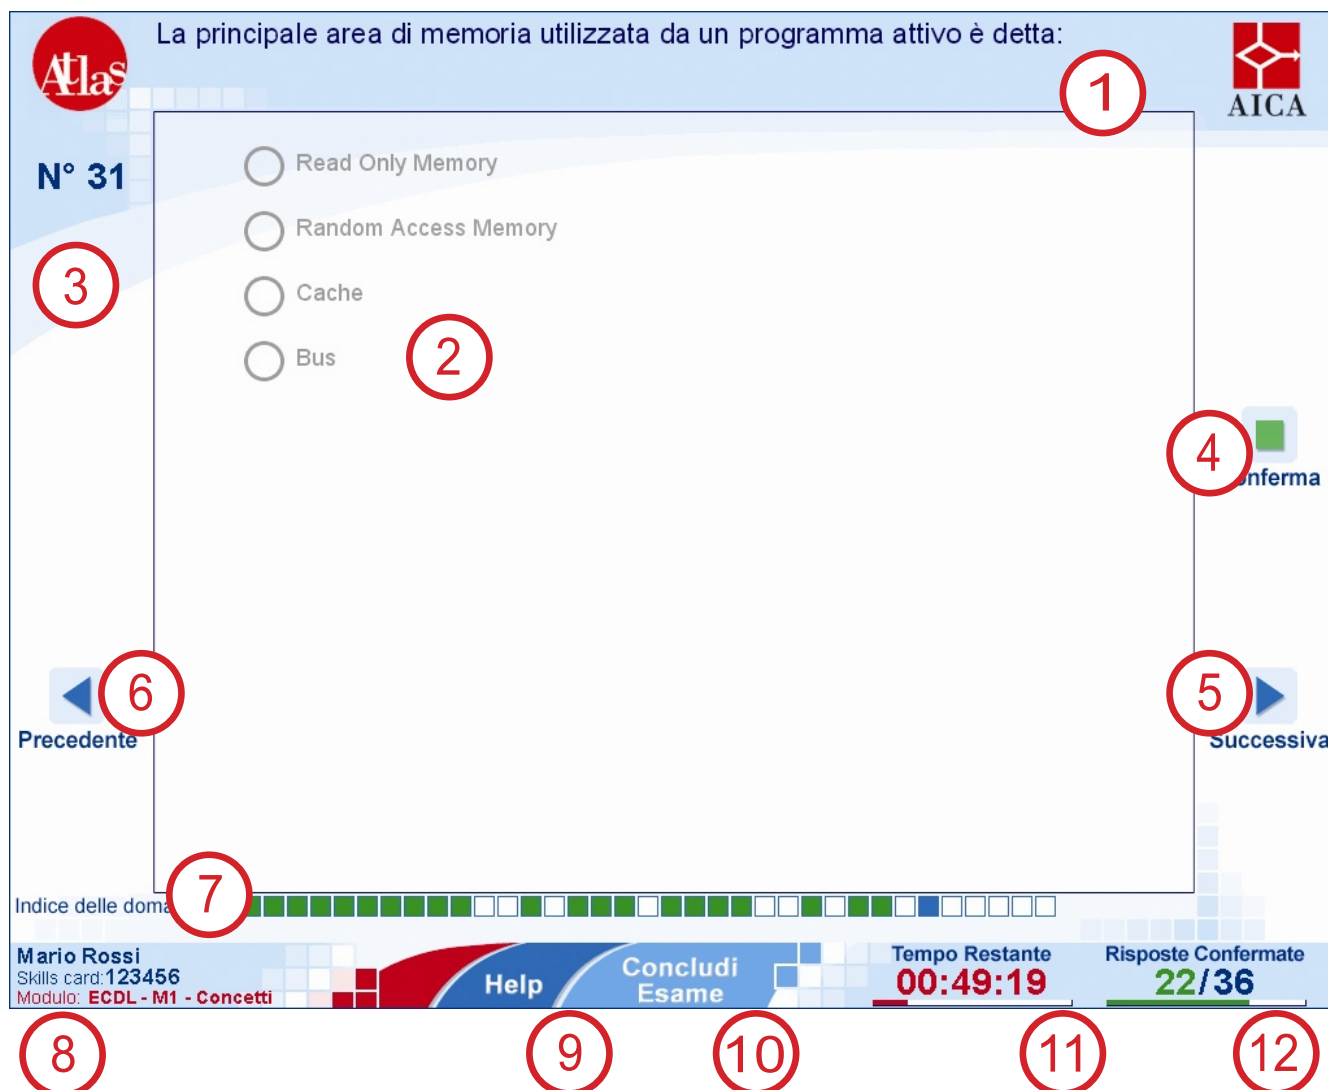 Atlas
La principale area di memoria utilizzata da un programma attivo è detta:
AICA
1
N° 31
Read Only Memory
Random Access Memory
3
Cache
Bus
2
4
nferma
6
5
Precedente
Successiva
7
Indice delle dom
Mario Rossi
Skills card:123456
Modulo: ECDL - M1 - Concetti
Help
Concludi
Esame
Tempo Restante
00:49:19
Risposte Confermate
22/36
8
9
10
11
12